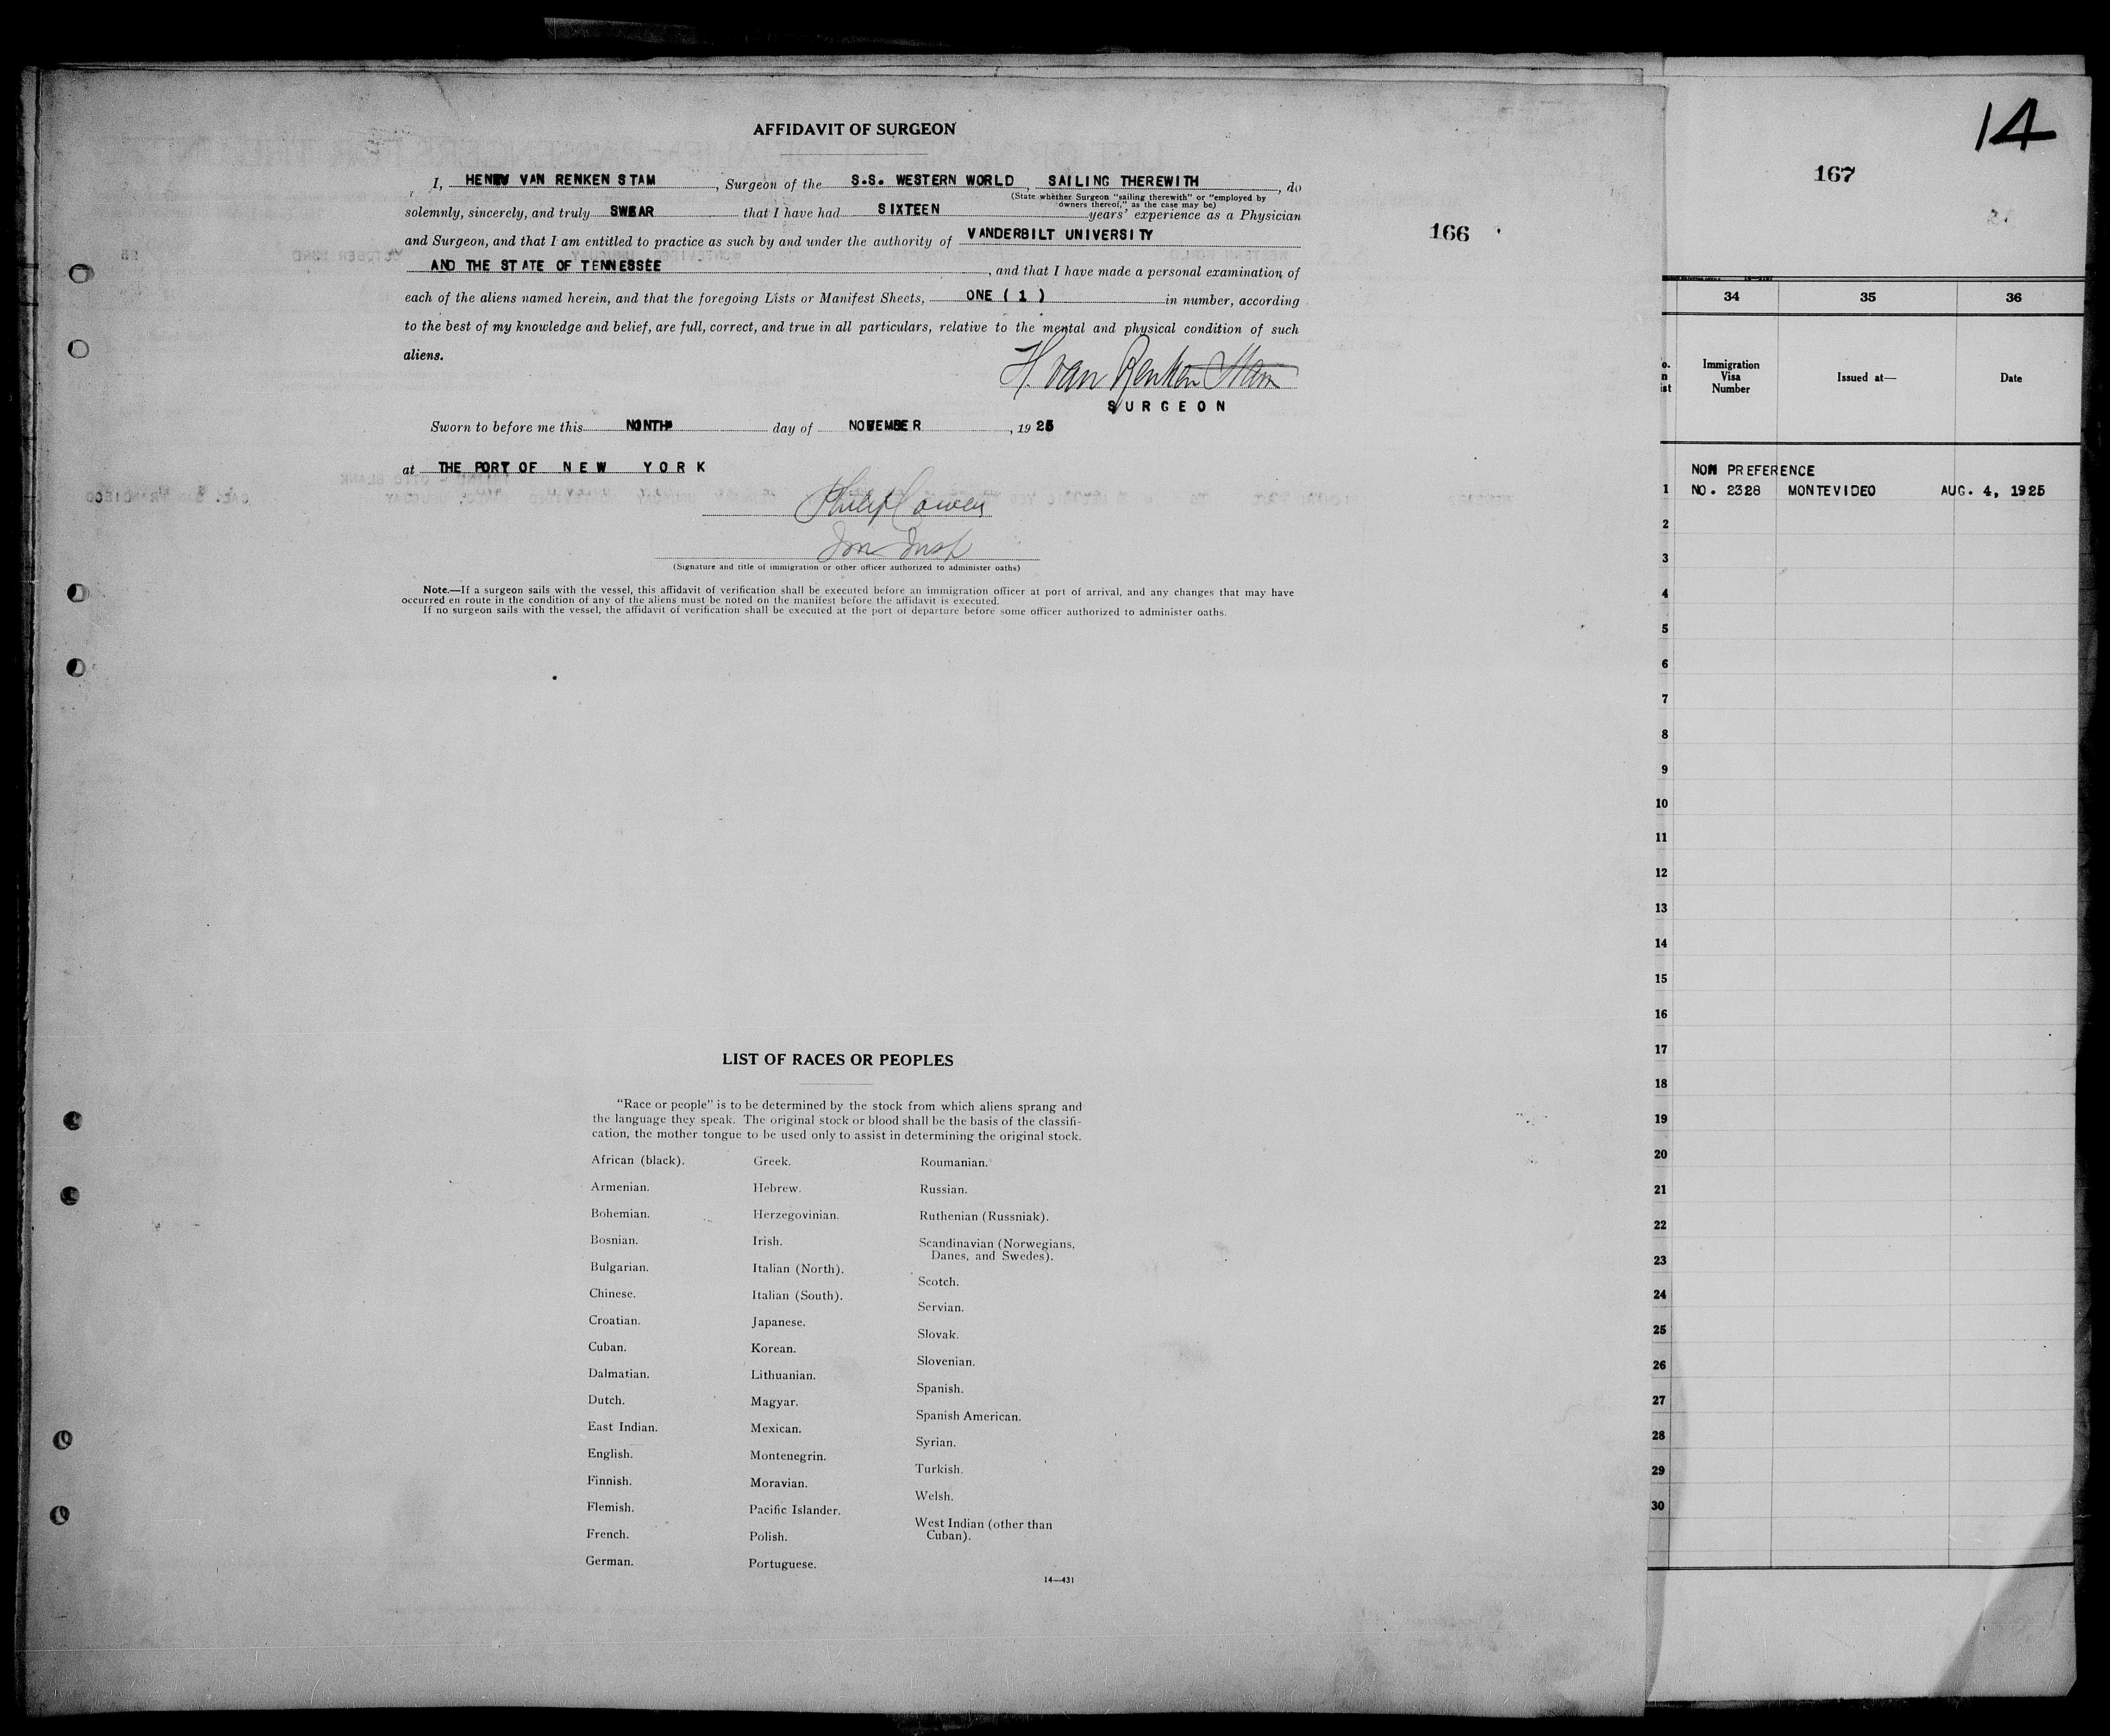 AFFIDAVIT OF SURGEON
I, HENRY VAN RENKEN STAM, Surgeon of the S.S. WESTERN WORLD, SAILING THEREWITH, do
(State whether Surgeon "sailing therewith" or "employed by
owners thereof," as the case may be)
solemnly, sincerely, and truly SWEAR that I have had SIXTEEN years' experience as a Physician
and Surgeon, and that I am entitled to practice as such by and under the authority of VANDERBILT UNIVERSITY
AND THE STATE OF TENNESSEE, and that I have made a personal examination of
each of the aliens named herein, and that the foregoing Lists or Manifest Sheets, ONE ( 1 ) in number, according
to the best of my knowledge and belief, are full, correct, and true in all particulars, relative to the mental and physical condition of such
aliens.
H. van Renken Stam
SURGEON
Sworn to before me this day of NOVEMBER, 1925
at THE PORT OF NEW YORK
Philip Cowen
Imm Insp
(Signature and title of immigration or other officer authorized to administer oaths)
Note.—If a surgeon sails with the vessel, this affidavit of verification shall be executed before an immigration officer at port of arrival, and any changes that may have
occurred en route in the condition of any of the aliens must be noted on the manifest before the affidavit is executed.
If no surgeon sails with the vessel, the affidavit of verification shall be executed at the port of departure before some officer authorized to administer oaths.
166
LIST OF RACES OR PEOPLES
"Race or people" is to be determined by the stock from which aliens sprang and
the language they speak. The original stock or blood shall be the basis of the classifi-
cation, the mother tongue to be used only to assist in determining the original stock.
African (black).
Armenian.
Bohemian.
Bosnian.
Bulgarian.
Chinese.
Croatian.
Cuban.
Dalmatian.
Dutch.
East Indian.
English.
Finnish.
Flemish.
French.
German.
Greek.
Hebrew.
Herzegovinian.
Irish.
Italian (North).
Italian (South).
Japanese.
Korean.
Lithuanian.
Magyar.
Mexican.
Montenegrin.
Moravian.
Pacific Islander.
Polish.
Portuguese.
Roumanian.
Russian.
Ruthenian (Russniak).
Scandinavian (Norwegians,
Danes, and Swedes).
Scotch.
Servian.
Slovak.
Slovenian.
Spanish.
Spanish American.
Syrian.
Turkish.
Welsh.
West Indian (other than
Cuban).
14—431
14
167
34 35 36
Immigration
Visa
Number
Issued at—
Date
NON PREFERENCE
1 NO. 2328 MONTEVIDEO AUG. 4, 1925
2
3
4
5
6
7
8
9
10
11
12
13
14
15
16
17
18
19
20
21
22
23
24
25
26
27
28
29
30